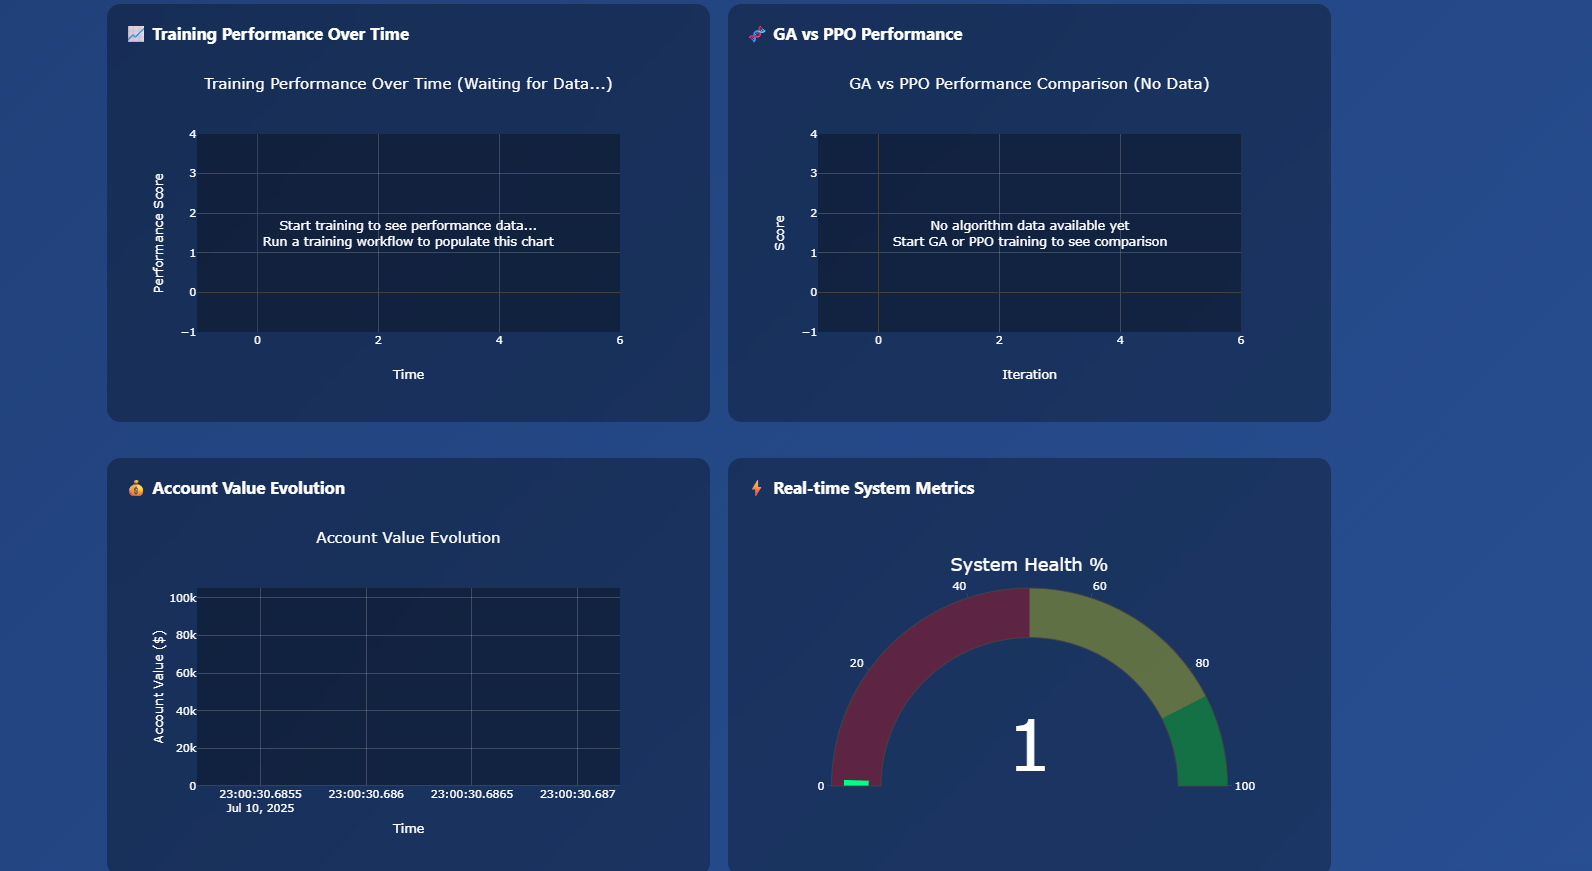 📈 Training Performance Over Time
Training Performance Over Time (Waiting for Data...)
4
3
2
1
0
−1
Performance Score
Start training to see performance data...
Run a training workflow to populate this chart
0 2 4 6
Time
🧬 GA vs PPO Performance
GA vs PPO Performance Comparison (No Data)
4
3
2
1
0
−1
Score
No algorithm data available yet
Start GA or PPO training to see comparison
0 2 4 6
Iteration
💰 Account Value Evolution
Account Value Evolution
100k
80k
60k
40k
20k
0
Account Value ($)
23:00:30.6855 23:00:30.686 23:00:30.6865 23:00:30.687
Jul 10, 2025
Time
⚡ Real-time System Metrics
System Health %
40 60
20 80
1
0 100